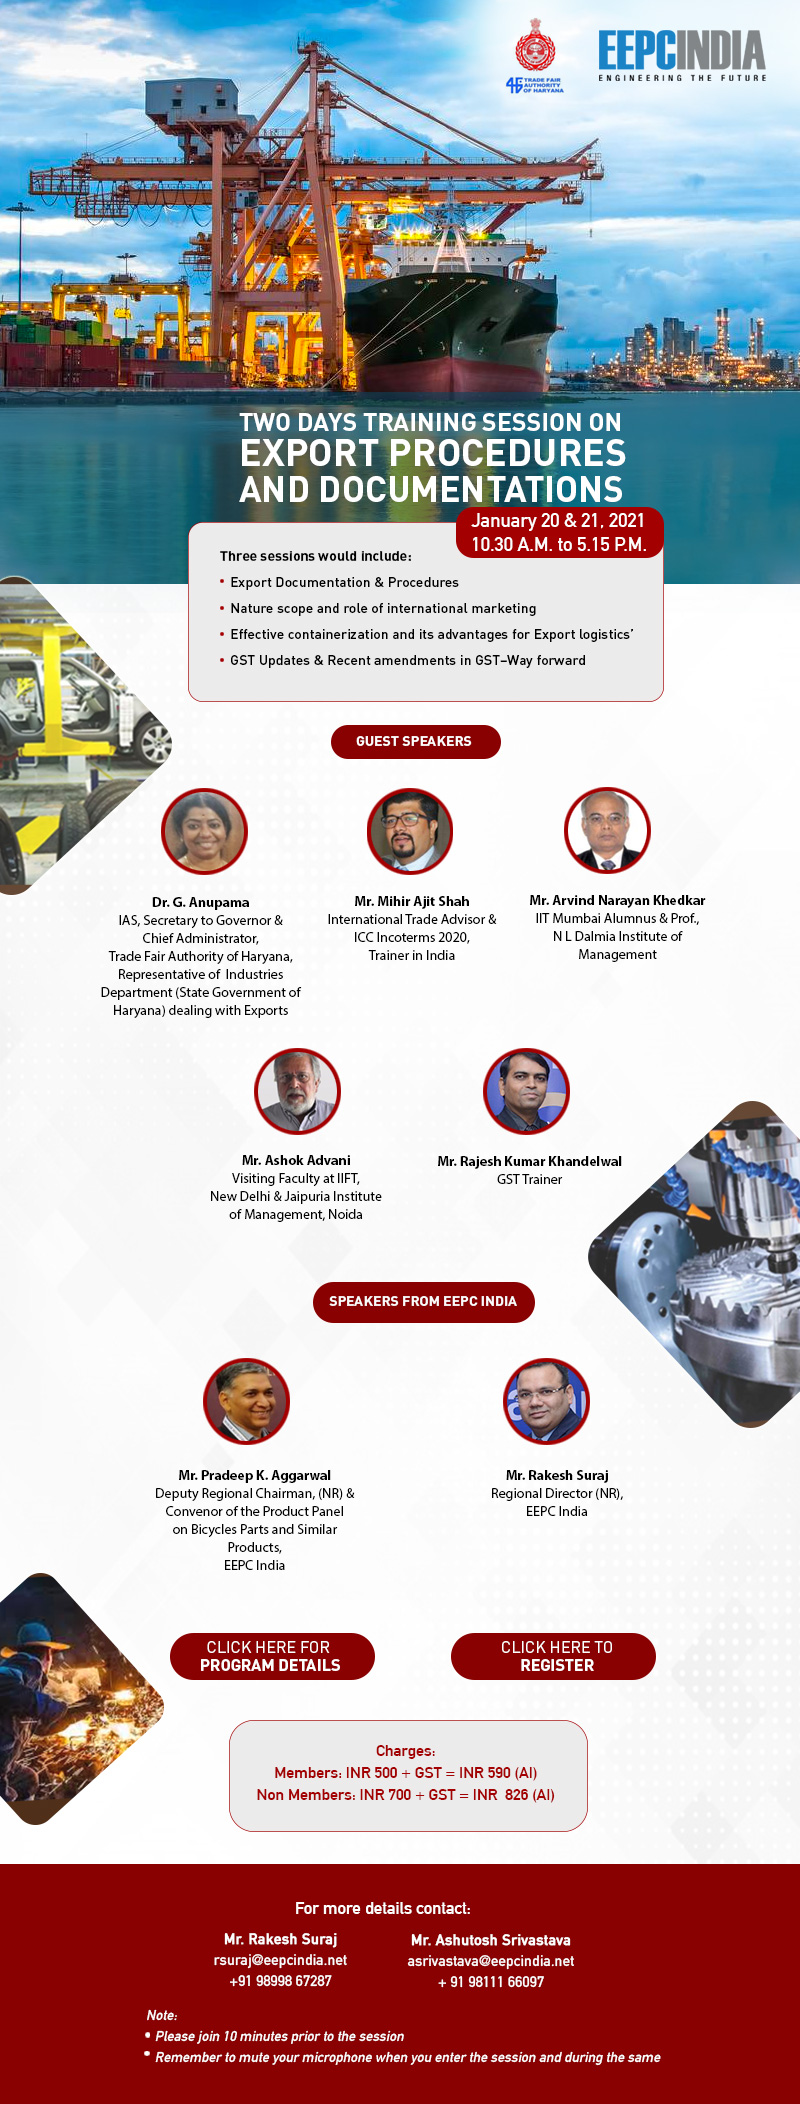 TRADE FAIR
AUTHORITY
OF HARYANA
EEPCINDIA
ENGINEERING THE FUTURE
TWO DAYS TRAINING SESSION ON
EXPORT PROCEDURES
AND DOCUMENTATIONS
January 20 & 21, 2021
10.30 A.M. to 5.15 P.M.
Three sessions would include:
• Export Documentation & Procedures
• Nature scope and role of international marketing
• Effective containerization and its advantages for Export logistics’
• GST Updates & Recent amendments in GST–Way forward
GUEST SPEAKERS
Dr. G. Anupama
IAS, Secretary to Governor &
Chief Administrator,
Trade Fair Authority of Haryana,
Representative of Industries
Department (State Government of
Haryana) dealing with Exports
Mr. Mihir Ajit Shah
International Trade Advisor &
ICC Incoterms 2020,
Trainer in India
Mr. Arvind Narayan Khedkar
IIT Mumbai Alumnus & Prof.,
N L Dalmia Institute of
Management
Mr. Ashok Advani
Visiting Faculty at IIFT,
New Delhi & Jaipuria Institute
of Management, Noida
Mr. Rajesh Kumar Khandelwal
GST Trainer
SPEAKERS FROM EEPC INDIA
Mr. Pradeep K. Aggarwal
Deputy Regional Chairman, (NR) &
Convenor of the Product Panel
on Bicycles Parts and Similar
Products,
EEPC India
Mr. Rakesh Suraj
Regional Director (NR),
EEPC India
CLICK HERE FOR
PROGRAM DETAILS
CLICK HERE TO
REGISTER
Charges:
Members: INR 500 + GST = INR 590 (AI)
Non Members: INR 700 + GST = INR 826 (AI)
For more details contact:
Mr. Rakesh Suraj
rsuraj@eepcindia.net
+91 98998 67287
Mr. Ashutosh Srivastava
asrivastava@eepcindia.net
+ 91 98111 66097
Note:
• Please join 10 minutes prior to the session
• Remember to mute your microphone when you enter the session and during the same